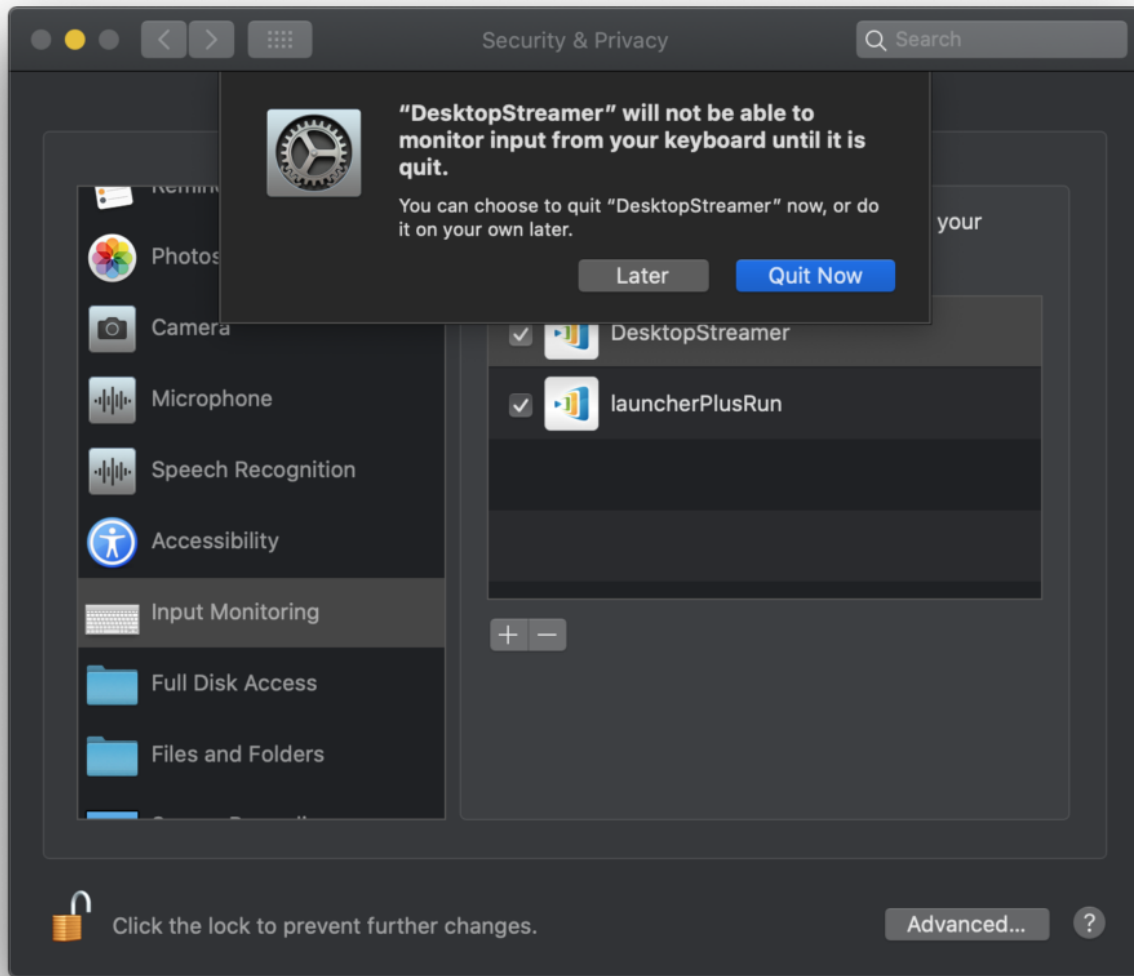 Security & Privacy
Search
“DesktopStreamer” will not be able to
monitor input from your keyboard until it is
quit.
You can choose to quit “DesktopStreamer” now, or do
it on your own later.
Later
Quit Now
Photos
Camera
Microphone
Speech Recognition
Accessibility
Input Monitoring
Full Disk Access
Files and Folders
your
DesktopStreamer
launcherPlusRun
Click the lock to prevent further changes.
Advanced...
?